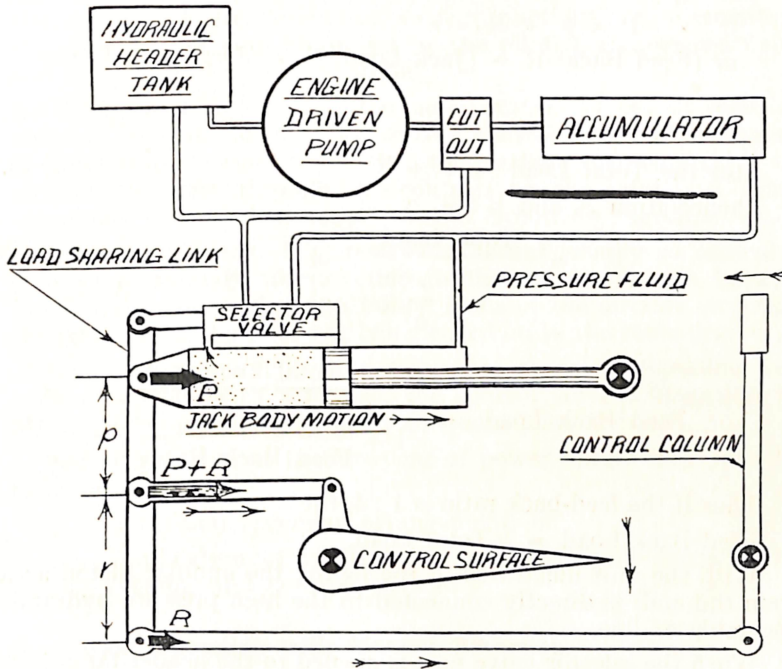 HYDRAULIC
HEADER
TANK
ENGINE
DRIVEN
PUMP
CUT
OUT
ACCUMULATOR
LOAD SHARING LINK
PRESSURE FLUID
SELECTOR
VALVE
P
JACK BODY MOTION
p
P+R
CONTROL COLUMN
CONTROL SURFACE
r
R